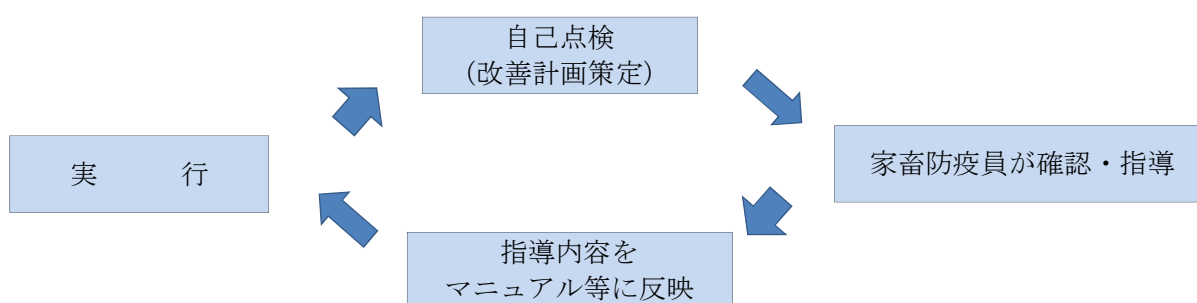 自己点検
(改善計画策定)
家畜防疫員が確認・指導
実　　　行
指導内容を
マニュアル等に反映